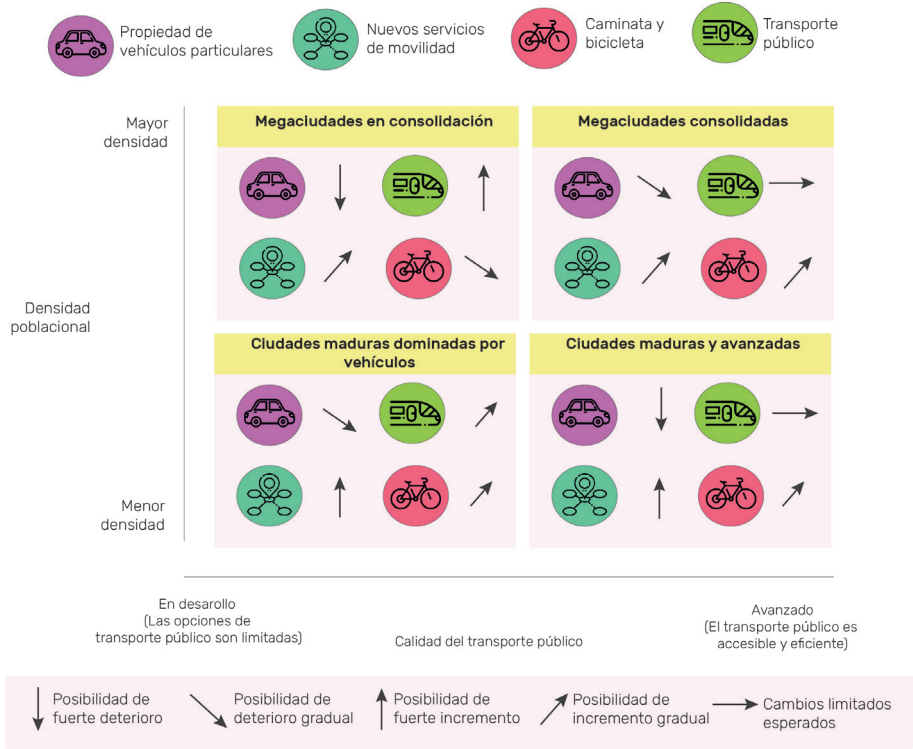 Propiedad de
vehículos particulares
Nuevos servicios
de movilidad
Caminata y
bicicleta
Transporte
público
Mayor
densidad
Densidad
poblacional
Menor
densidad
Megaciudades en consolidación
Megaciudades consolidadas
Ciudades maduras dominadas por
vehículos
Ciudades maduras y avanzadas
En desarrollo
(Las opciones de
transporte público son limitadas)
Calidad del transporte público
Avanzado
(El transporte público es
accesible y eficiente)
Posibilidad de
fuerte deterioro
Posibilidad de
deterioro gradual
Posibilidad de
fuerte incremento
Posibilidad de
incremento gradual
Cambios limitados
esperados